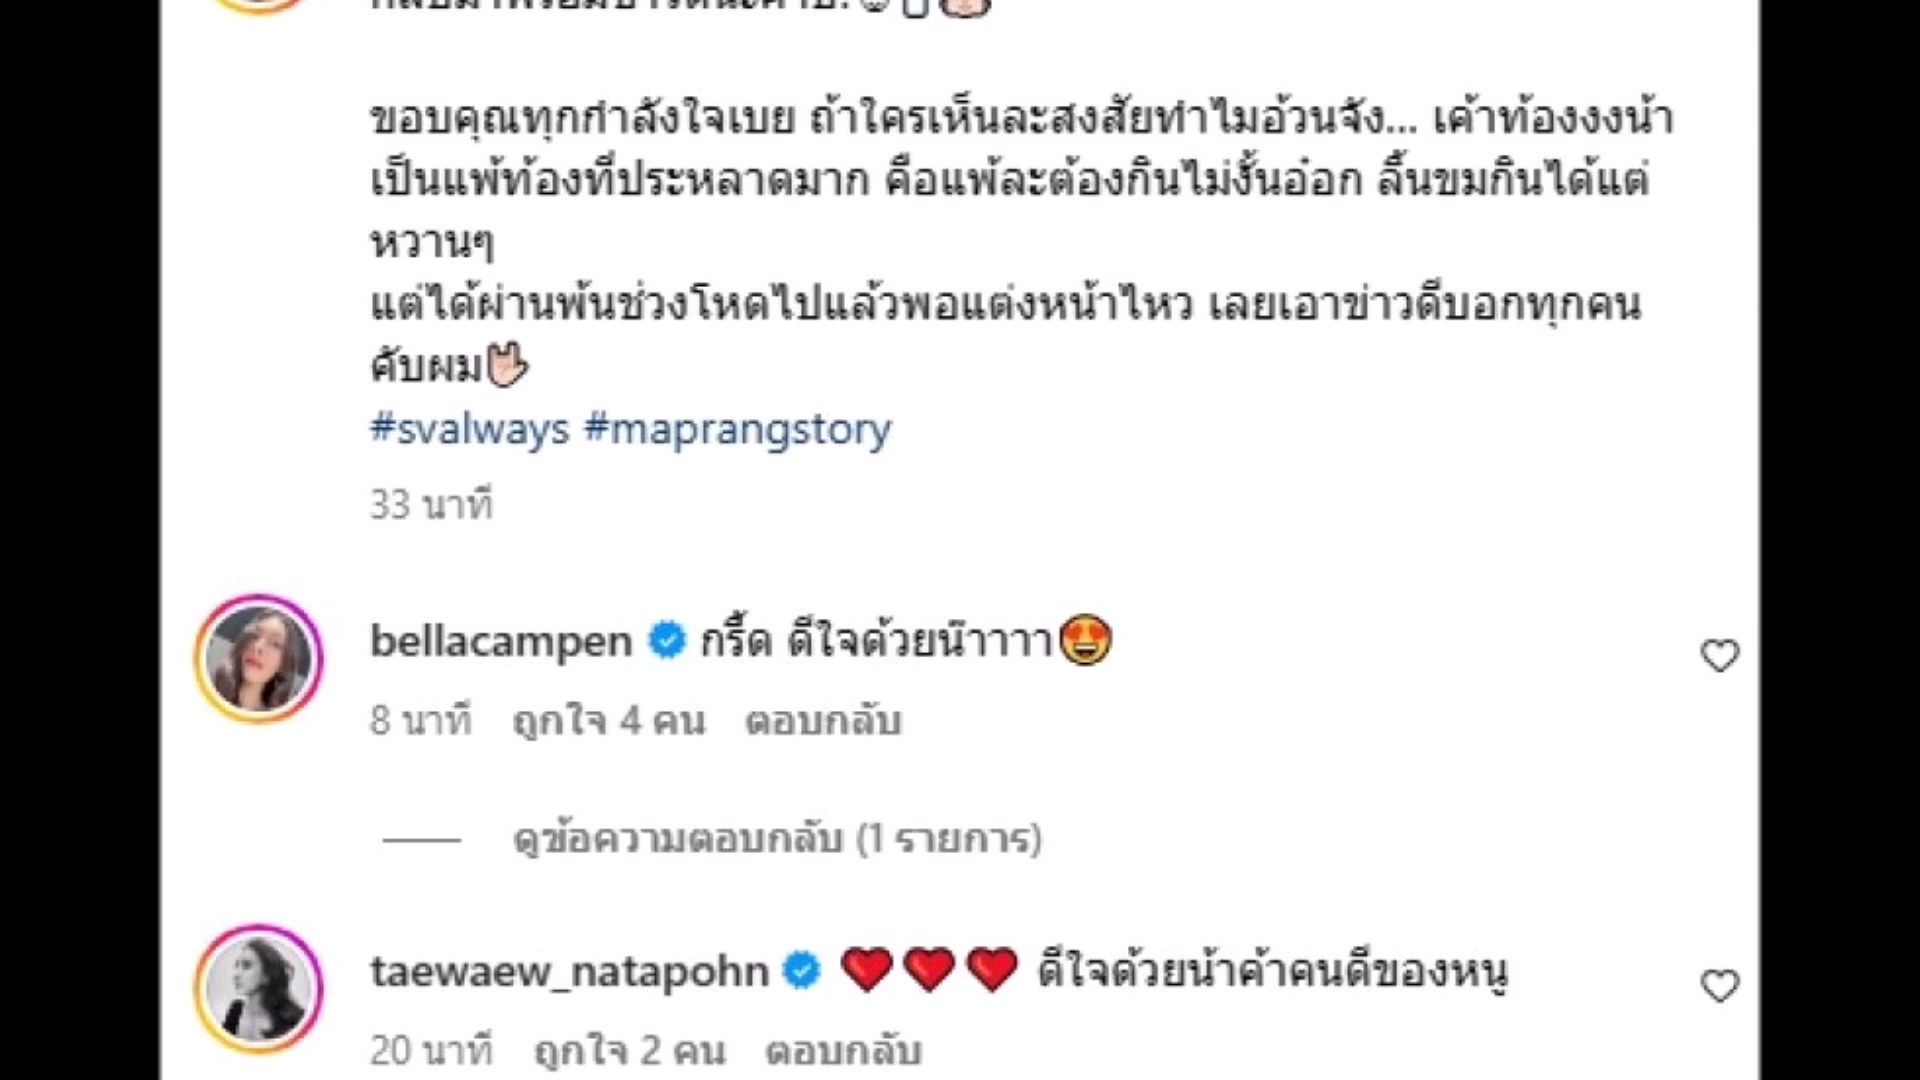 ขอบคุณทุกกำลังใจเบย ถ้าใครเห็นละสงสัยทำไมอ้วนจัง... เค้าท้องงงน้า
เป็นแพ้ท้องที่ประหลาดมาก คือแพ้ละต้องกินไม่งั้นอ๋อก ลิ้นขมกินได้แต่
หวานๆ
แต่ได้ผ่านพ้นช่วงโหดไปแล้วพอแต่งหน้าไหว เลยเอาข่าวดีบอกทุกคน
คับผม🤟🏻
#svalways #maprangstory
33 นาที
bellacampen กรี้ด ดีใจด้วยน๊าาาา😍
8 นาที ถูกใจ 4 คน ตอบกลับ
ดูข้อความตอบกลับ (1 รายการ)
taewaew_natapohn ❤️❤️❤️ ดีใจด้วยน้าค้าคนดีของหนู
20 นาที ถูกใจ 2 คน ตอบกลับ